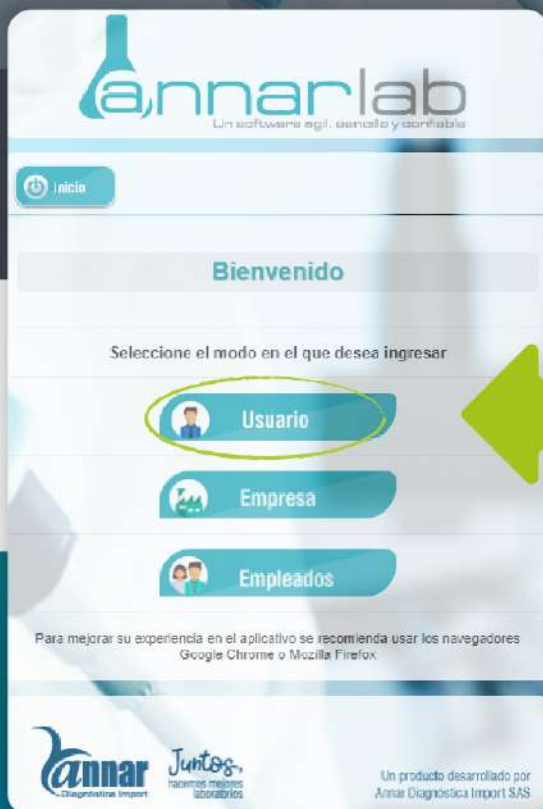 annarlab
Un software agil, sencillo y confiable
Inicio
Bienvenido
Seleccione el modo en el que desea ingresar
Usuario
Empresa
Empleados
Para mejorar su experiencia en el aplicativo se recomienda usar los navegadores
Google Chrome o Mozilla Firefox
annar
Diagnóstica Import
Juntos,
hacemos mejores
laboratorios
Un producto desarrollado por
Annar Diagnóstica Import SAS